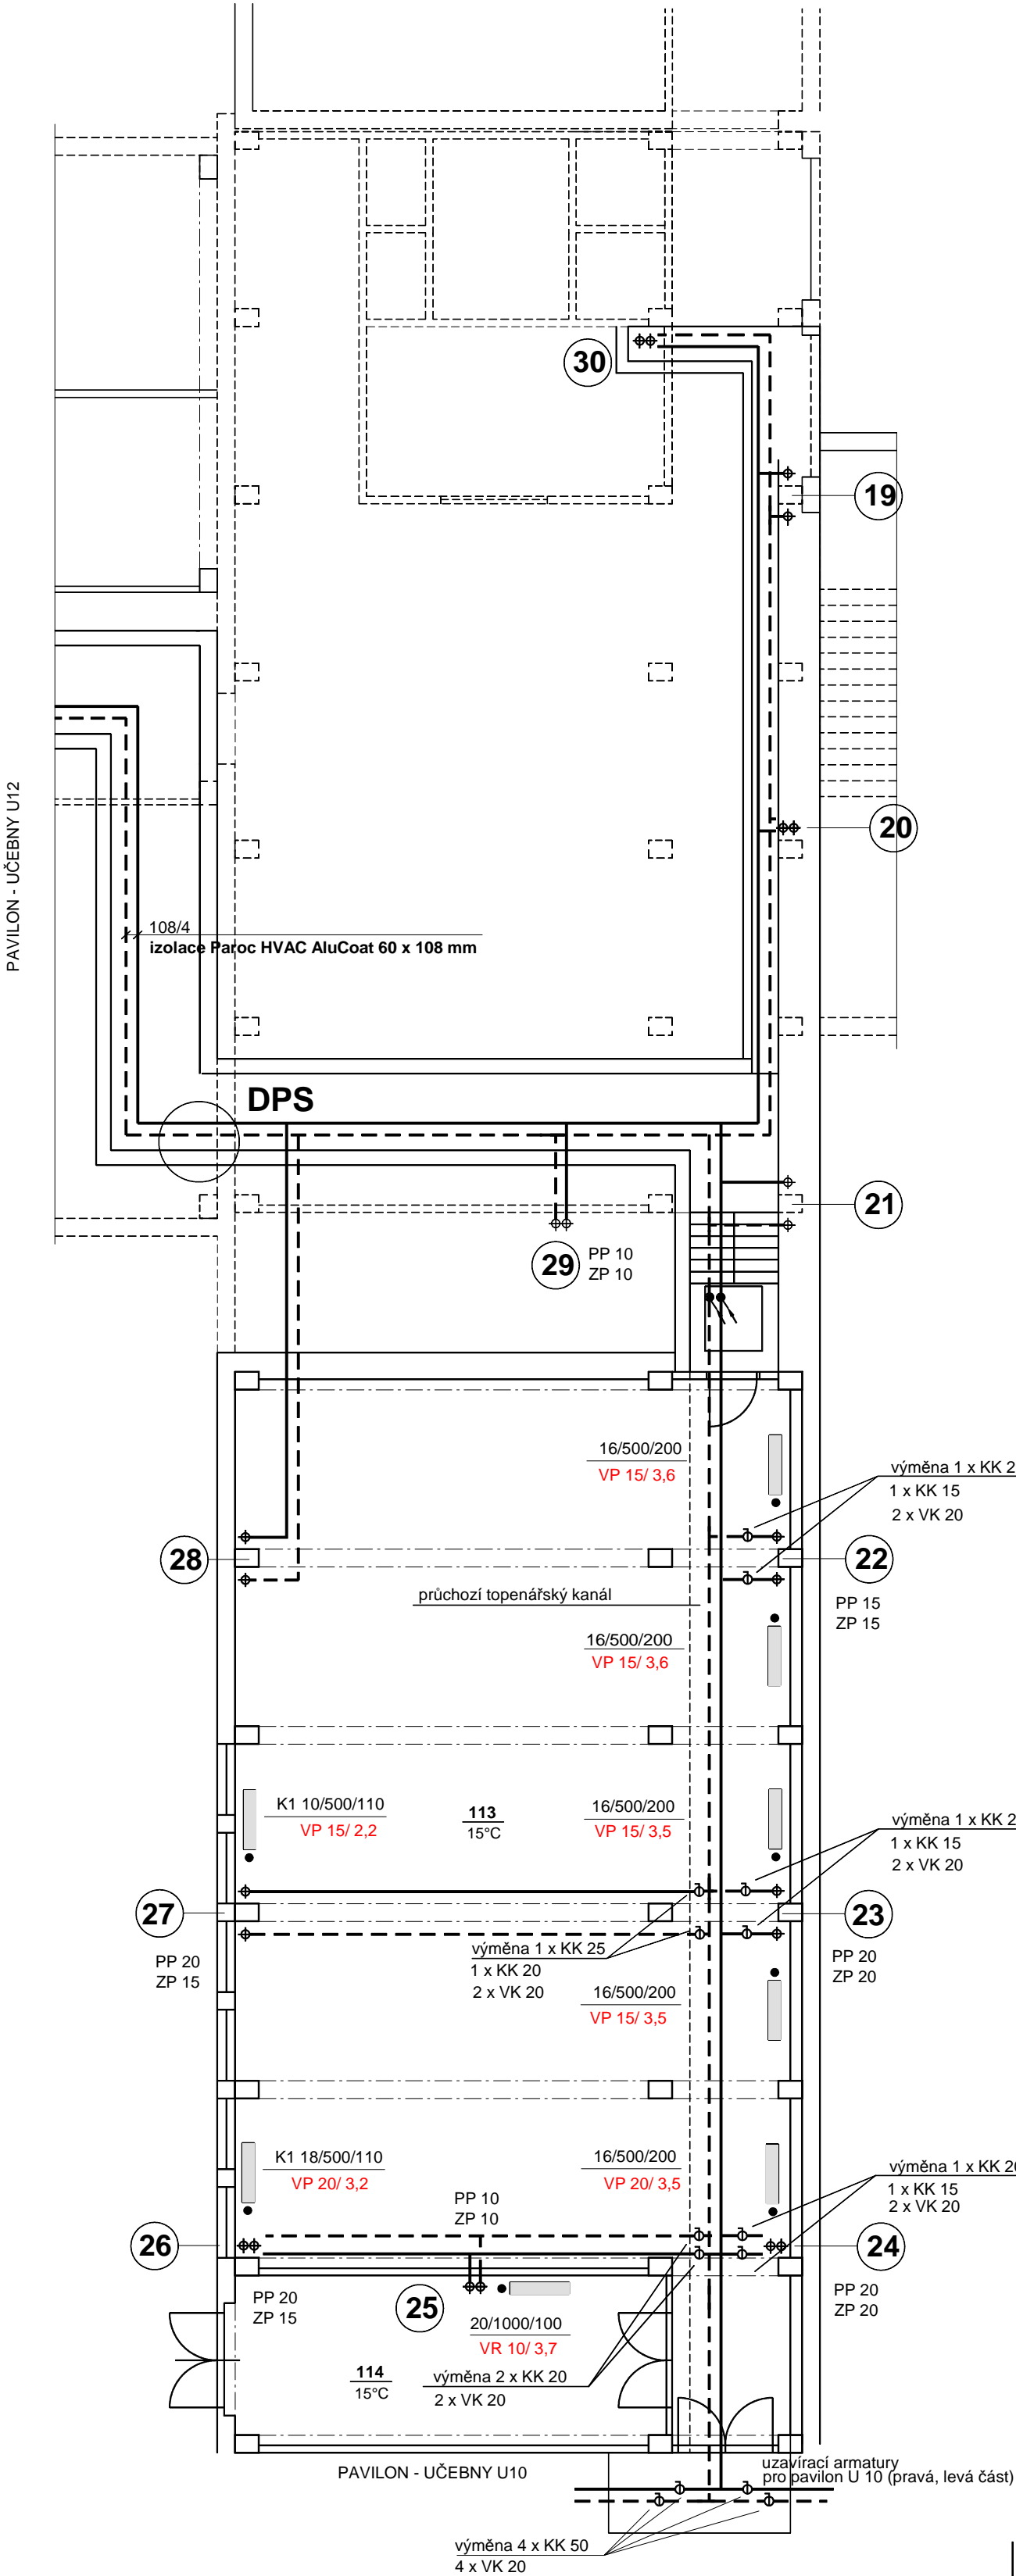 30
19
20
PAVILON - UČEBNY U12
108/4
izolace Paroc HVAC AluCoat 60 x 108 mm
DPS
21
29
PP 10
ZP 10
16/500/200
VP 15/ 3,6
výměna 1 x KK 2
1 x KK 15
2 x VK 20
28
22
průchozí topenářský kanál
PP 15
ZP 15
16/500/200
VP 15/ 3,6
K1 10/500/110
VP 15/ 2,2
113
15°C
16/500/200
VP 15/ 3,5
výměna 1 x KK 2
1 x KK 15
2 x VK 20
27
23
PP 20
ZP 15
výměna 1 x KK 25
1 x KK 20
2 x VK 20
PP 20
ZP 20
16/500/200
VP 15/ 3,5
K1 18/500/110
VP 20/ 3,2
16/500/200
VP 20/ 3,5
PP 10
ZP 10
výměna 1 x KK 20
1 x KK 15
2 x VK 20
26
24
PP 20
ZP 15
25
PP 20
ZP 20
20/1000/100
VR 10/ 3,7
114
15°C
výměna 2 x KK 20
2 x VK 20
PAVILON - UČEBNY U10
uzavírací armatury
pro pavilon U 10 (pravá, levá část)
výměna 4 x KK 50
4 x VK 20